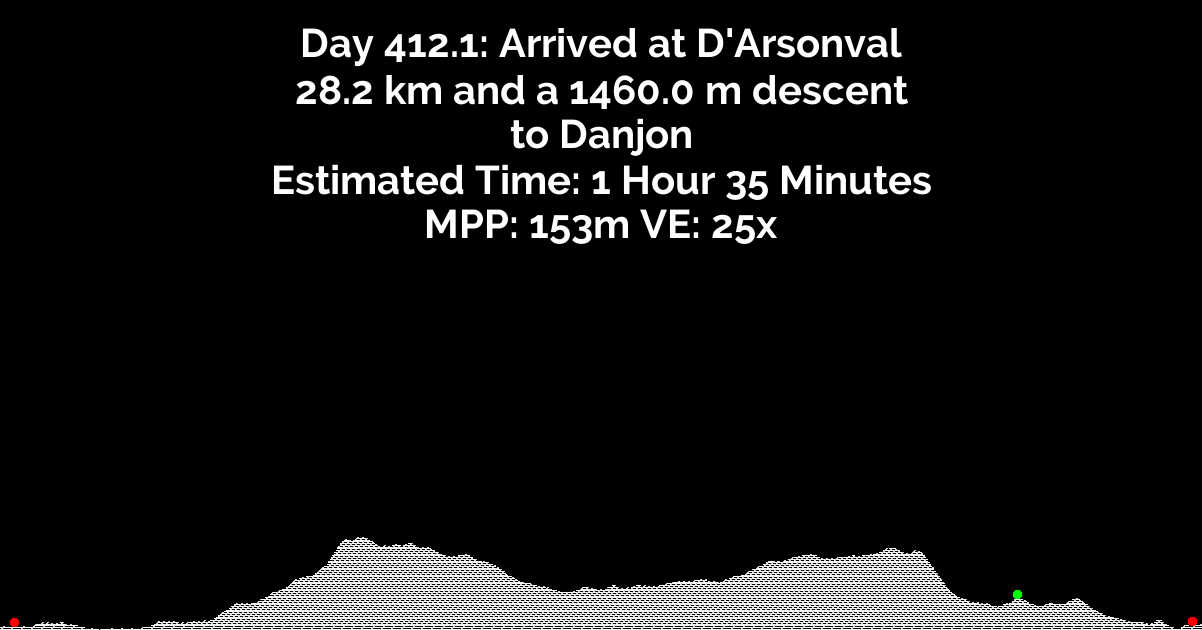 Day 412.1: Arrived at D'Arsonval
28.2 km and a 1460.0 m descent
to Danjon
Estimated Time: 1 Hour 35 Minutes
MPP: 153m VE: 25x